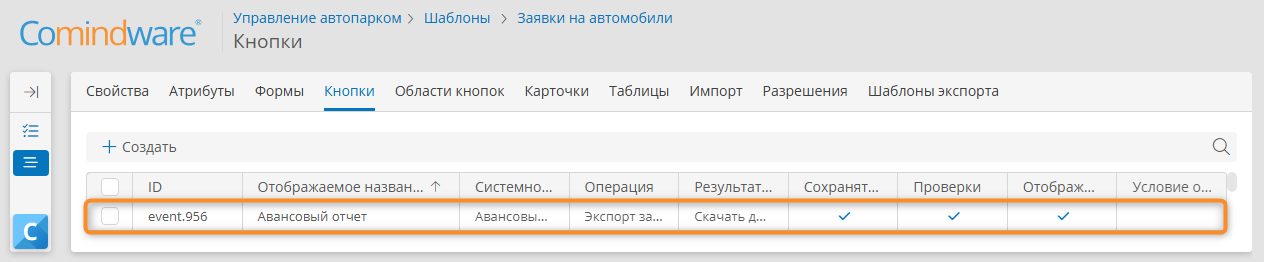 Comindware®
Управление автопарком > Шаблоны > Заявки на автомобили
Кнопки
Свойства Атрибуты Формы Кнопки Области кнопок Карточки Таблицы Импорт Разрешения Шаблоны экспорта
+ Создать
ID Отображаемое назван... ↑ Системно... Операция Результат... Сохранят... Проверки Отображ... Условие о...
event.956 Авансовый отчет Авансовы... Экспорт за... Скачать д... ✓ ✓ ✓
C